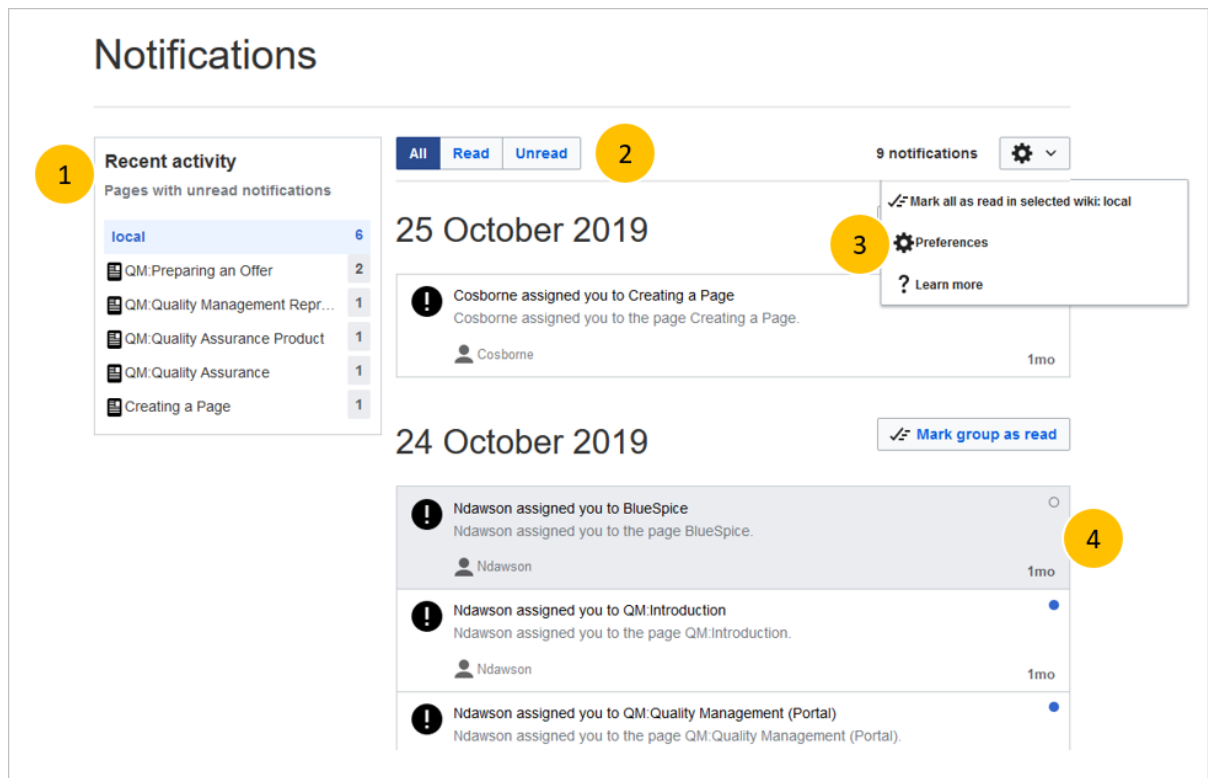 Notifications
1
Recent activity
Pages with unread notifications
local 6
QM:Preparing an Offer 2
QM:Quality Management Repr... 1
QM:Quality Assurance Product 1
QM:Quality Assurance 1
Creating a Page 1
All Read Unread
2
9 notifications
Mark all as read in selected wiki: local
3
Preferences
? Learn more
25 October 2019
Cosborne assigned you to Creating a Page
Cosborne assigned you to the page Creating a Page.
Cosborne
1mo
24 October 2019
Mark group as read
Ndawson assigned you to BlueSpice
Ndawson assigned you to the page BlueSpice.
Ndawson
1mo
4
Ndawson assigned you to QM:Introduction
Ndawson assigned you to the page QM:Introduction.
Ndawson
1mo
Ndawson assigned you to QM:Quality Management (Portal)
Ndawson assigned you to the page QM:Quality Management (Portal).